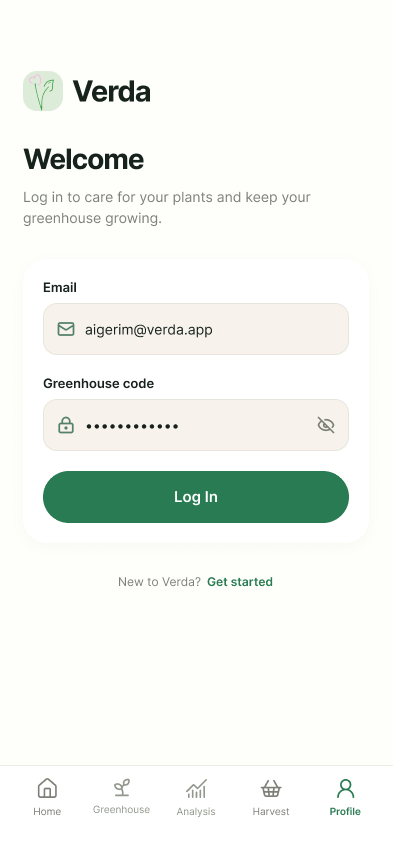 Verda
Welcome
Log in to care for your plants and keep your
greenhouse growing.
Email
aigerim@verda.app
Greenhouse code
••••••••••••
Log In
New to Verda? Get started
Home
Greenhouse
Analysis
Harvest
Profile